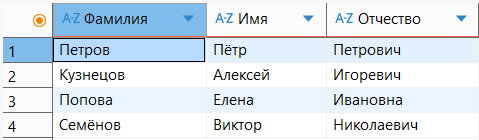 A-Z Фамилия A-Z Имя A-Z Отчество
1 Петров Пётр Петрович
2 Кузнецов Алексей Игоревич
3 Попова Елена Ивановна
4 Семёнов Виктор Николаевич